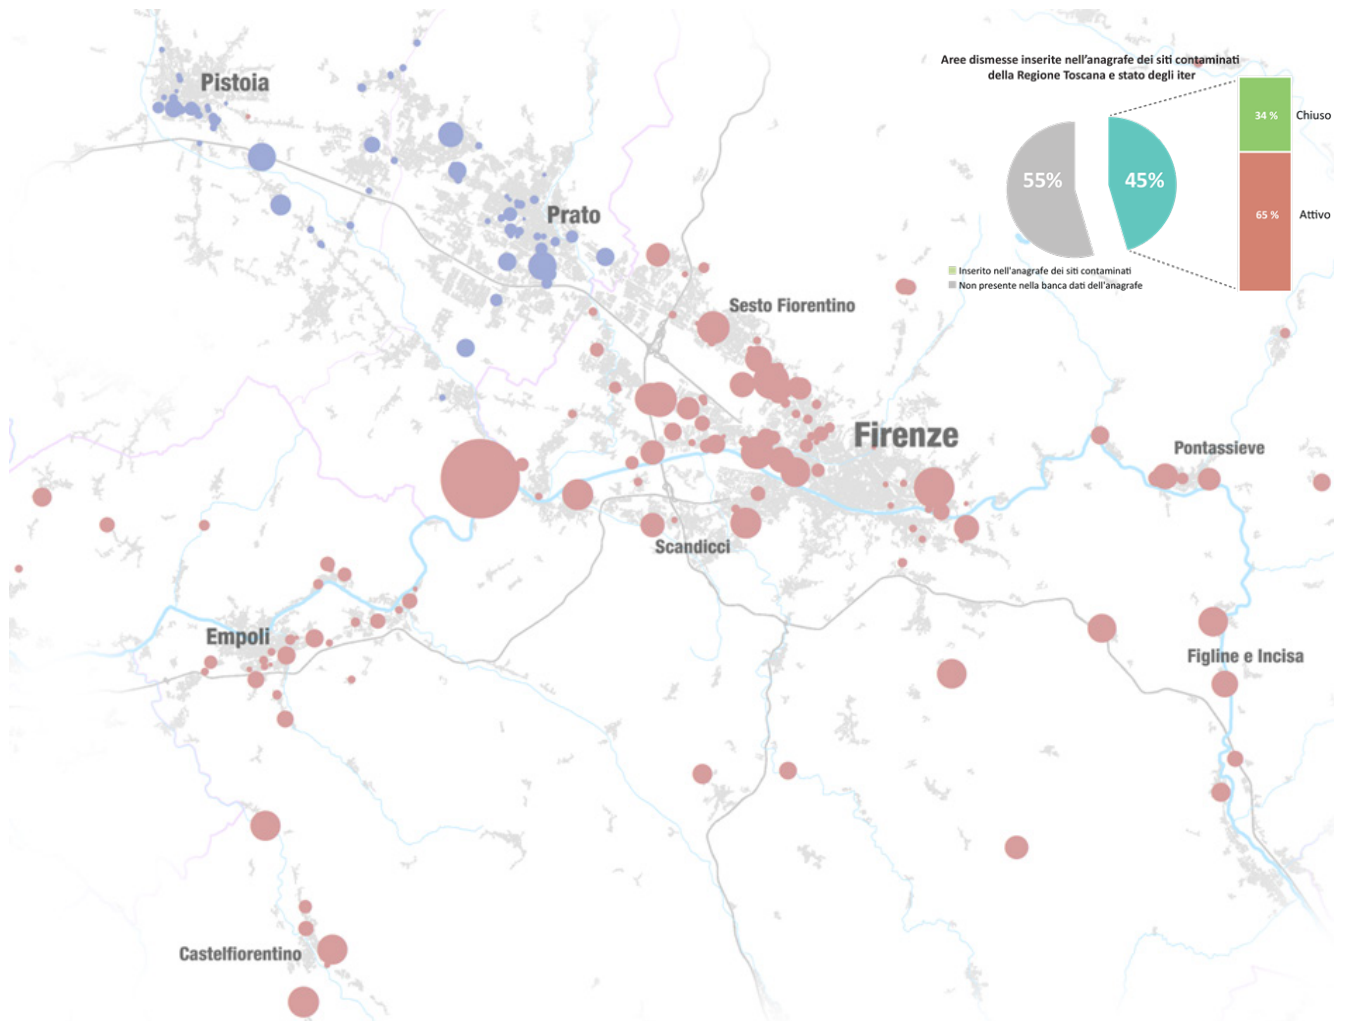 Aree dismesse inserite nell'anagrafe dei siti contaminati
della Regione Toscana e stato degli iter
Pistoia
34 %
Chiuso
55%
45%
Prato
65 %
Attivo
Inserito nell'anagrafe dei siti contaminati
Non presente nella banca dati dell'anagrafe
Sesto Fiorentino
Firenze
Pontassieve
Scandicci
Empoli
Figline e Incisa
Castelfiorentino